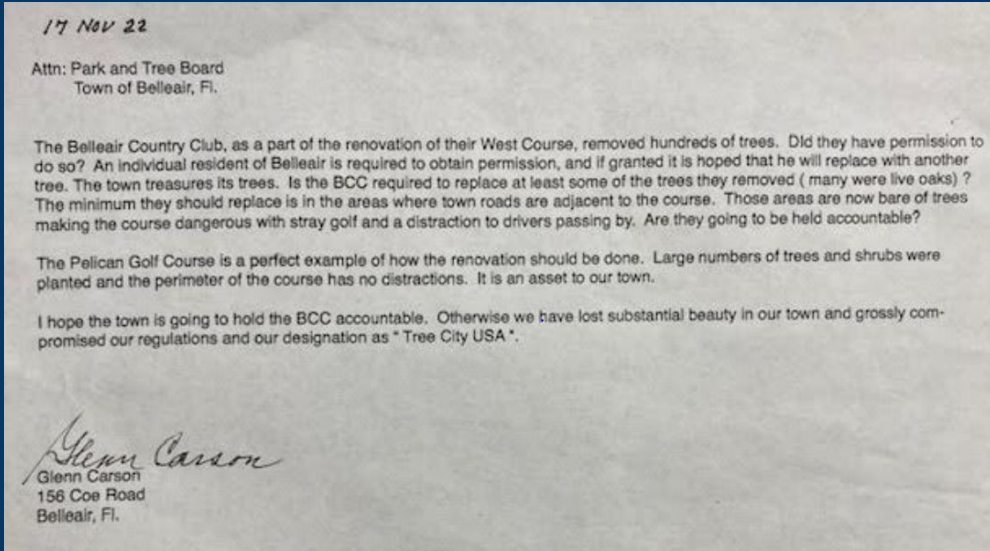 17 NOV 22
Attn: Park and Tree Board
Town of Belleair, Fl.
The Belleair Country Club, as a part of the renovation of their West Course, removed hundreds of trees. DId they have permission to
do so? An individual resident of Belleair is required to obtain permission, and if granted it is hoped that he will replace with another
tree. The town treasures its trees. Is the BCC required to replace at least some of the trees they removed ( many were live oaks) ?
The minimum they should replace is in the areas where town roads are adjacent to the course. Those areas are now bare of trees
making the course dangerous with stray golf and a distraction to drivers passing by. Are they going to be held accountable?
The Pelican Golf Course is a perfect example of how the renovation should be done. Large numbers of trees and shrubs were
planted and the perimeter of the course has no distractions. It is an asset to our town.
I hope the town is going to hold the BCC accountable. Otherwise we have lost substantial beauty in our town and grossly com-
promised our regulations and our designation as " Tree City USA ".
Glenn Carson
Glenn Carson
156 Coe Road
Belleair, Fl.